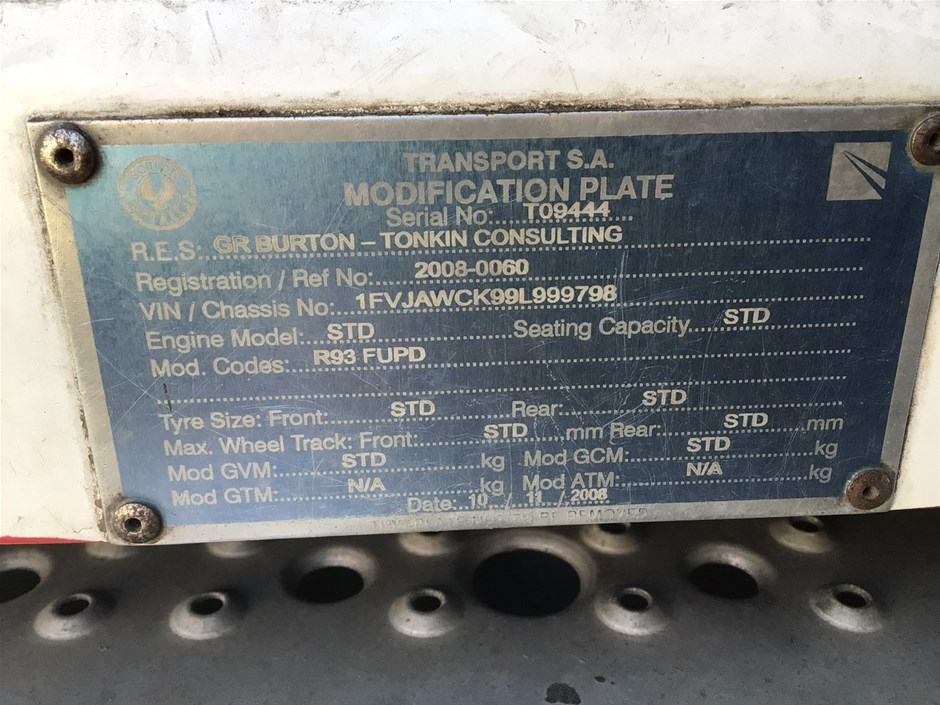 TRANSPORT S.A.
MODIFICATION PLATE
Serial No: T09444
R.E.S: GR BURTON – TONKIN CONSULTING
Registration / Ref No: 2008-0060
VIN / Chassis No: 1FVJAWCK99L999798
Engine Model: STD Seating Capacity STD
Mod. Codes: R93 FUPD
Tyre Size: Front: STD Rear: STD
Max. Wheel Track: Front: STD mm Rear: STD mm
Mod GVM: STD kg Mod GCM: STD kg
Mod GTM: N/A kg Mod ATM: N/A kg
Date: 10 / 11 / 2008